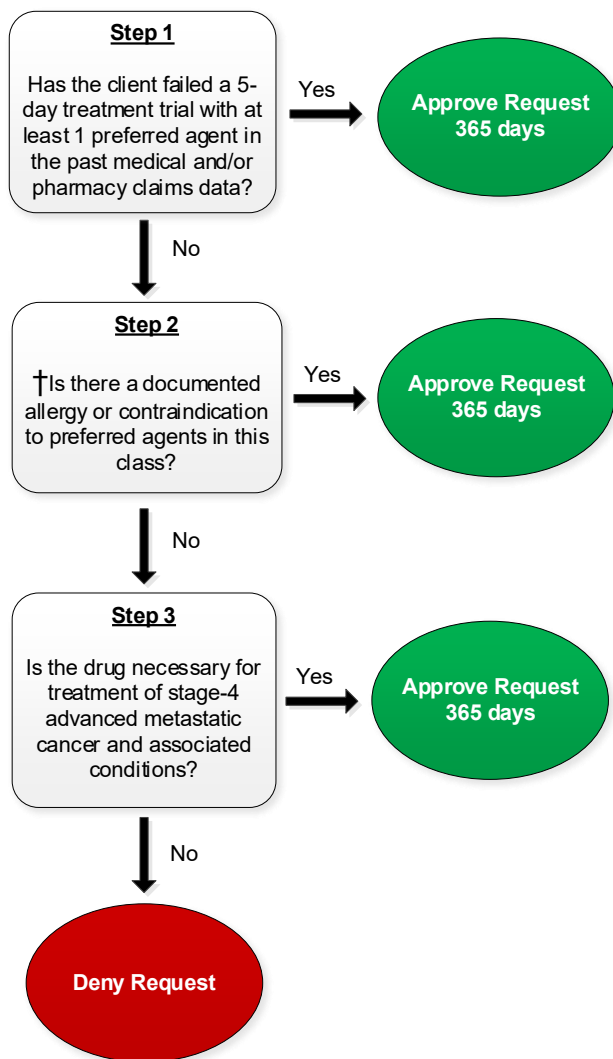 Step 1
Has the client failed a 5-
day treatment trial with at
least 1 preferred agent in
the past medical and/or
pharmacy claims data?
Yes
Approve Request
365 days
No
Step 2
†Is there a documented
allergy or contraindication
to preferred agents in this
class?
Yes
Approve Request
365 days
No
Step 3
Is the drug necessary for
treatment of stage-4
advanced metastatic
cancer and associated
conditions?
Yes
Approve Request
365 days
No
Deny Request